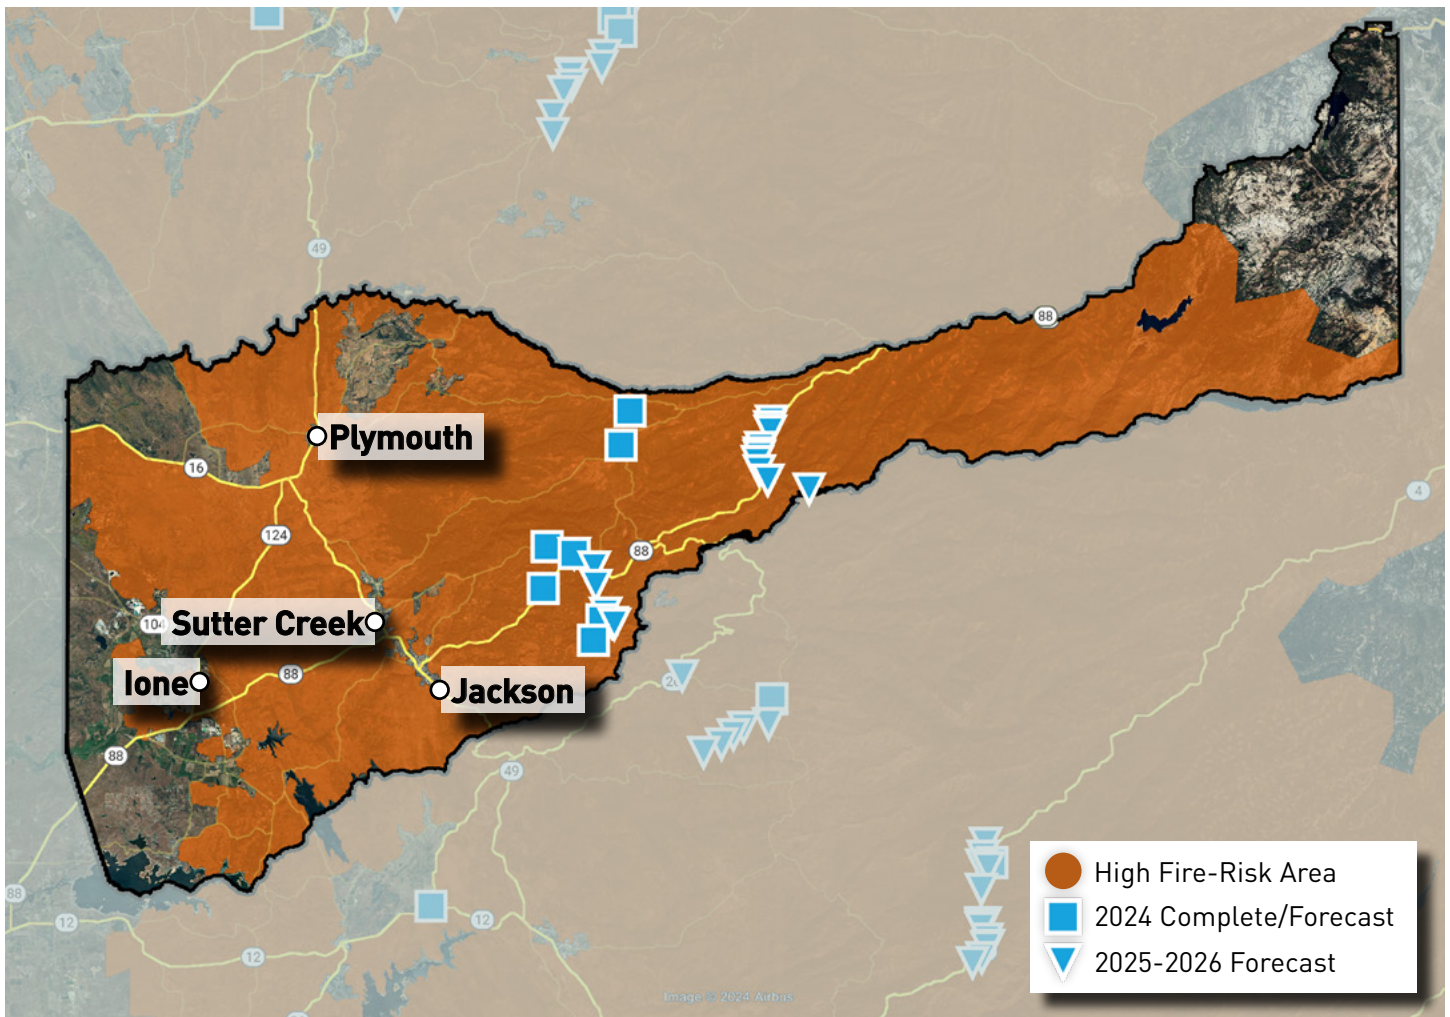 49
88
Plymouth
16
4
124
88
104
Sutter Creek
88
Ione
Jackson
88
49
High Fire-Risk Area
88
2024 Complete/Forecast
12
12
12
2025-2026 Forecast
Image © 2024 Airbus